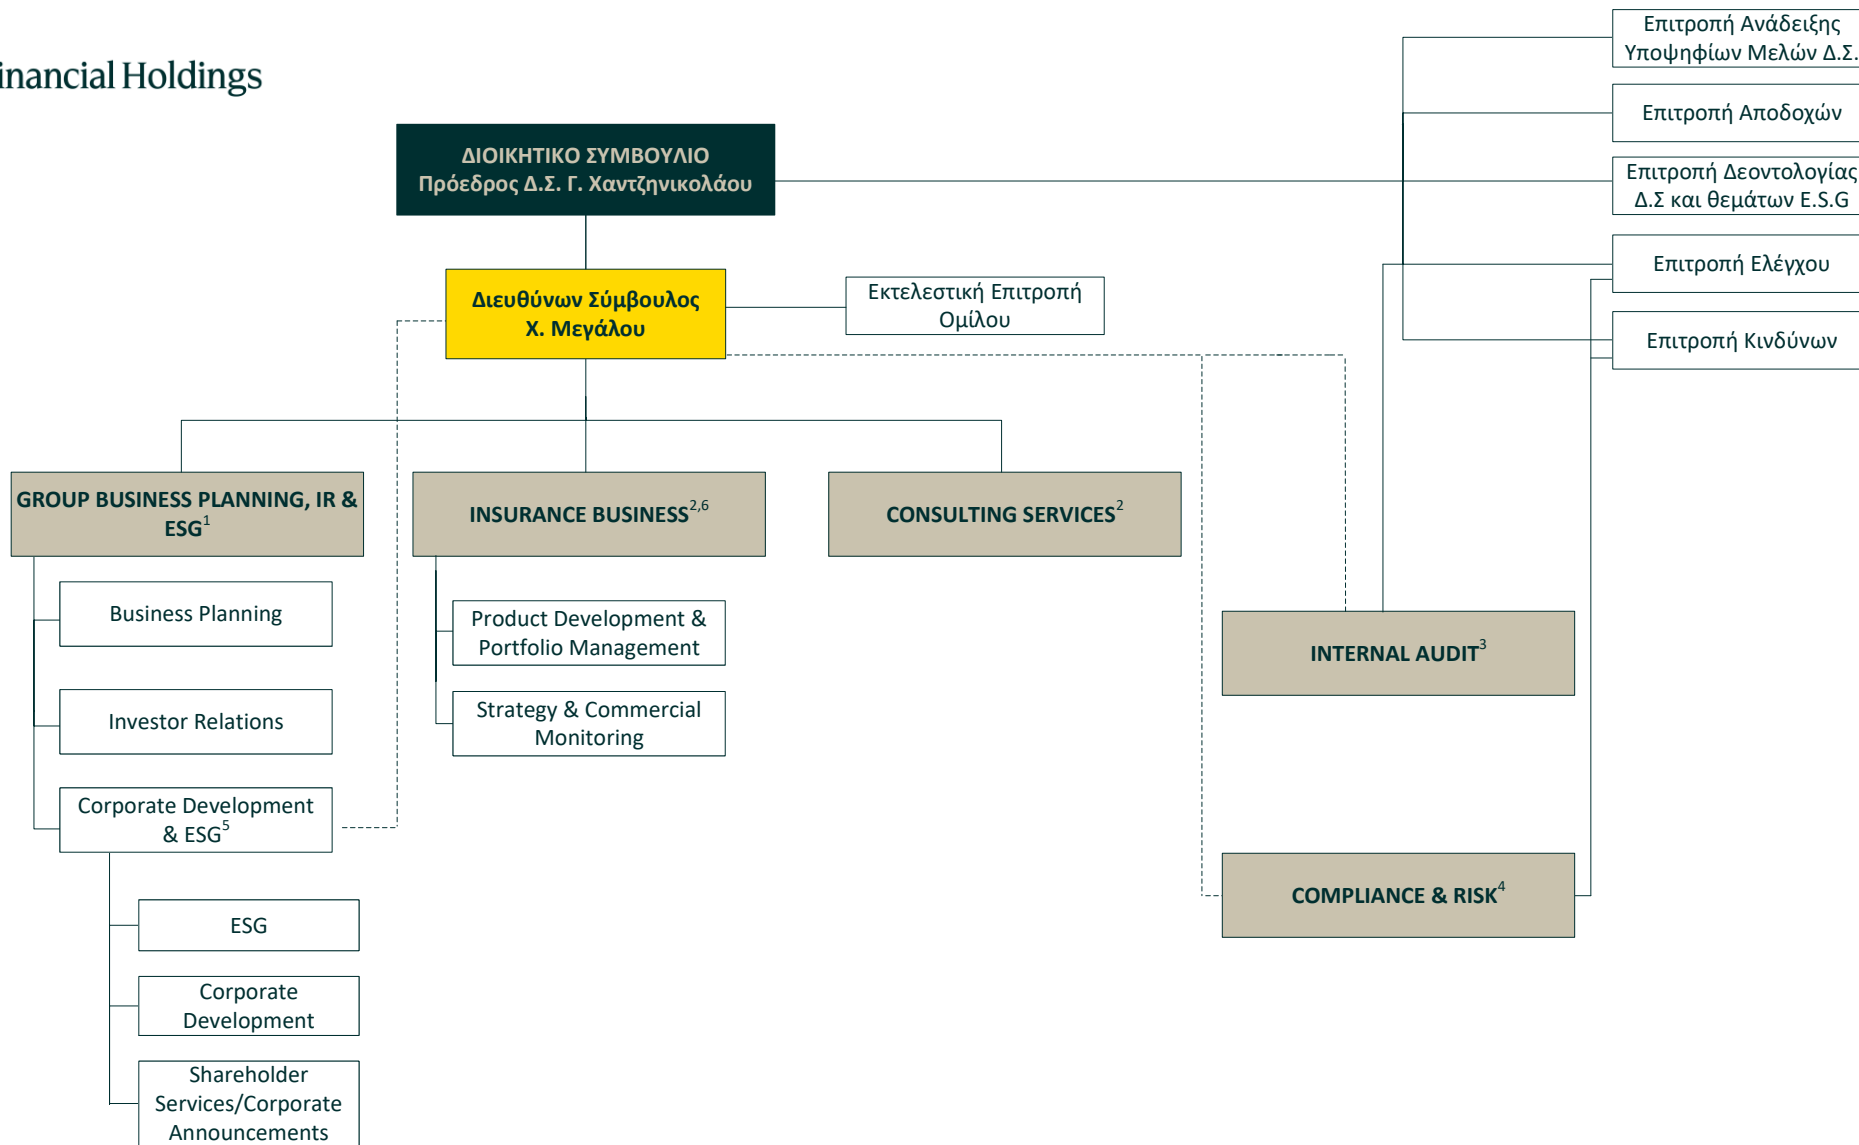 Financial Holdings
Επιτροπή Ανάδειξης
Υποψηφίων Μελών Δ.Σ.
Επιτροπή Αποδοχών
ΔΙΟΙΚΗΤΙΚΟ ΣΥΜΒΟΥΛΙΟ
Πρόεδρος Δ.Σ. Γ. Χαντζηνικολάου
Επιτροπή Δεοντολογίας
Δ.Σ και θεμάτων E.S.G
Επιτροπή Ελέγχου
Διευθύνων Σύμβουλος
Χ. Μεγάλου
Εκτελεστική Επιτροπή
Ομίλου
Επιτροπή Κινδύνων
GROUP BUSINESS PLANNING, IR &
ESG1
INSURANCE BUSINESS2,6
CONSULTING SERVICES2
Business Planning
Product Development &
Portfolio Management
INTERNAL AUDIT3
Investor Relations
Strategy & Commercial
Monitoring
Corporate Development
& ESG5
COMPLIANCE & RISK4
ESG
Corporate
Development
Shareholder
Services/Corporate
Announcements